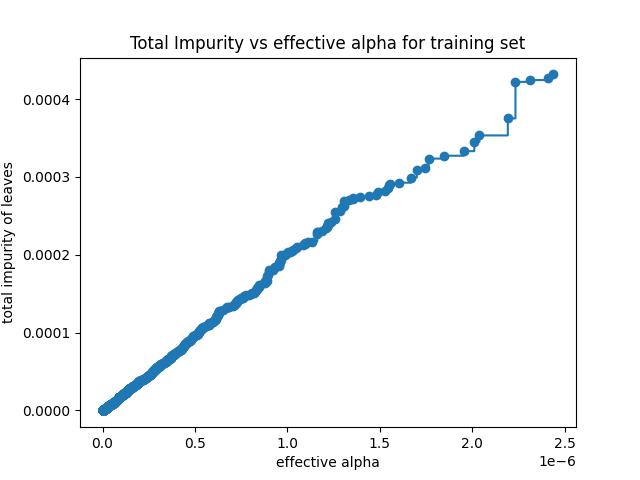 Total Impurity vs effective alpha for training set
total impurity of leaves
0.0004
0.0003
0.0002
0.0001
0.0000
0.0 0.5 1.0 1.5 2.0 2.5
1e−6
effective alpha